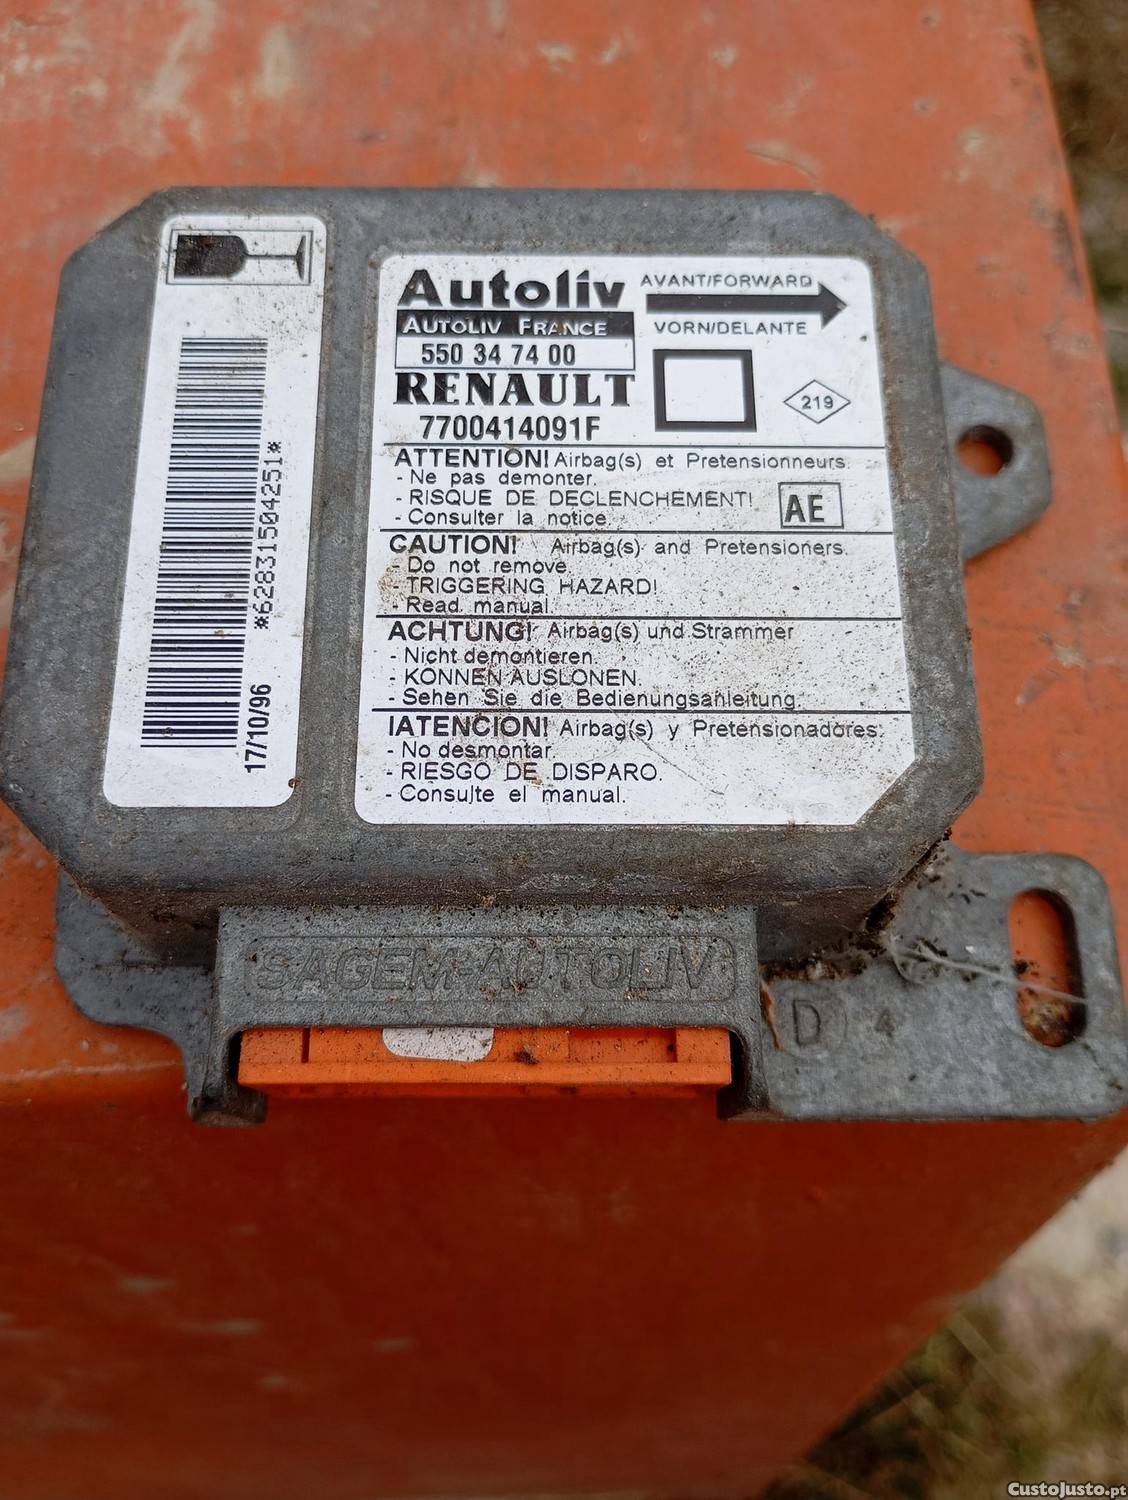 *62831504251*
17/10/96
Autoliv
AUTOLIV FRANCE
550 34 74 00
RENAULT
7700414091F
AVANT/FORWARD
VORN/DELANTE
219
ATTENTION! Airbag(s) et Pretensionneurs.
- Ne pas demonter.
- RISQUE DE DECLENCHEMENT!
- Consulter la notice
AE
CAUTION! Airbag(s) and Pretensioners.
- Do not remove.
- TRIGGERING HAZARD!
- Read manual.
ACHTUNG! Airbag(s) und Strammer
- Nicht demontieren.
- KONNEN AUSLONEN.
- Sehen Sie die Bedienungsanleitung.
!ATENCION! Airbag(s) y Pretensionadores:
- No desmontar.
- RIESGO DE DISPARO.
- Consulte el manual.
SAGEM-AUTOLIV
D 4
CustoJusto.pt